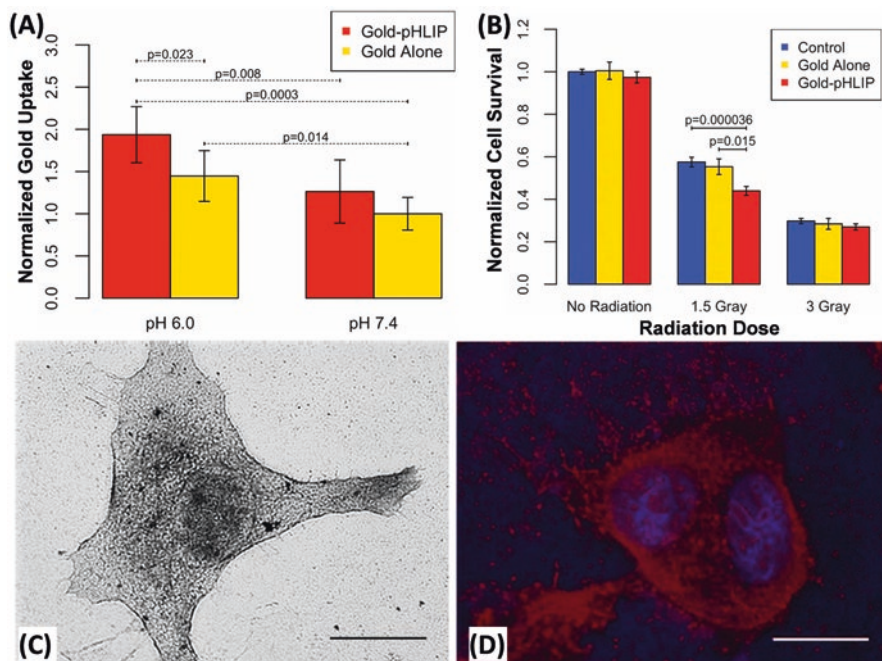 (A)
Normalized Gold Uptake
3.0
2.5
2.0
1.5
1.0
0.5
0.0
Gold-pHLIP
Gold Alone
p=0.023
p=0.008
p=0.0003
p=0.014
pH 6.0
pH 7.4
(B)
Normalized Cell Survival
1.2
1.0
0.8
0.6
0.4
0.2
0.0
Control
Gold Alone
Gold-pHLIP
p=0.000036
p=0.015
No Radiation
1.5 Gray
3 Gray
Radiation Dose
(C)
(D)